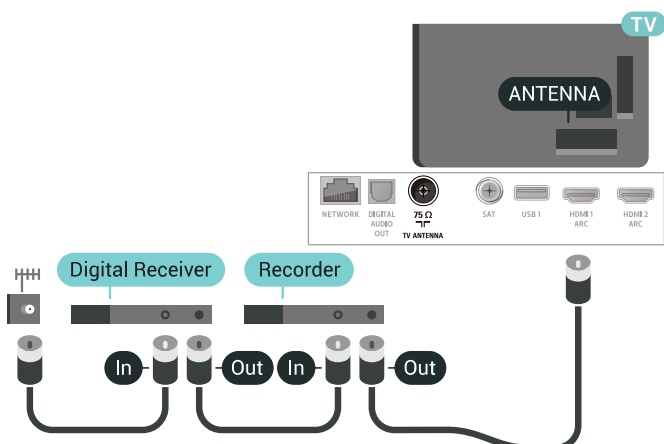 TV
ANTENNA
NETWORK
DIGITAL
AUDIO
OUT
75 Ω
TV ANTENNA
SAT
USB 1
HDMI 1
ARC
HDMI 2
ARC
Digital Receiver
Recorder
In
Out
In
Out